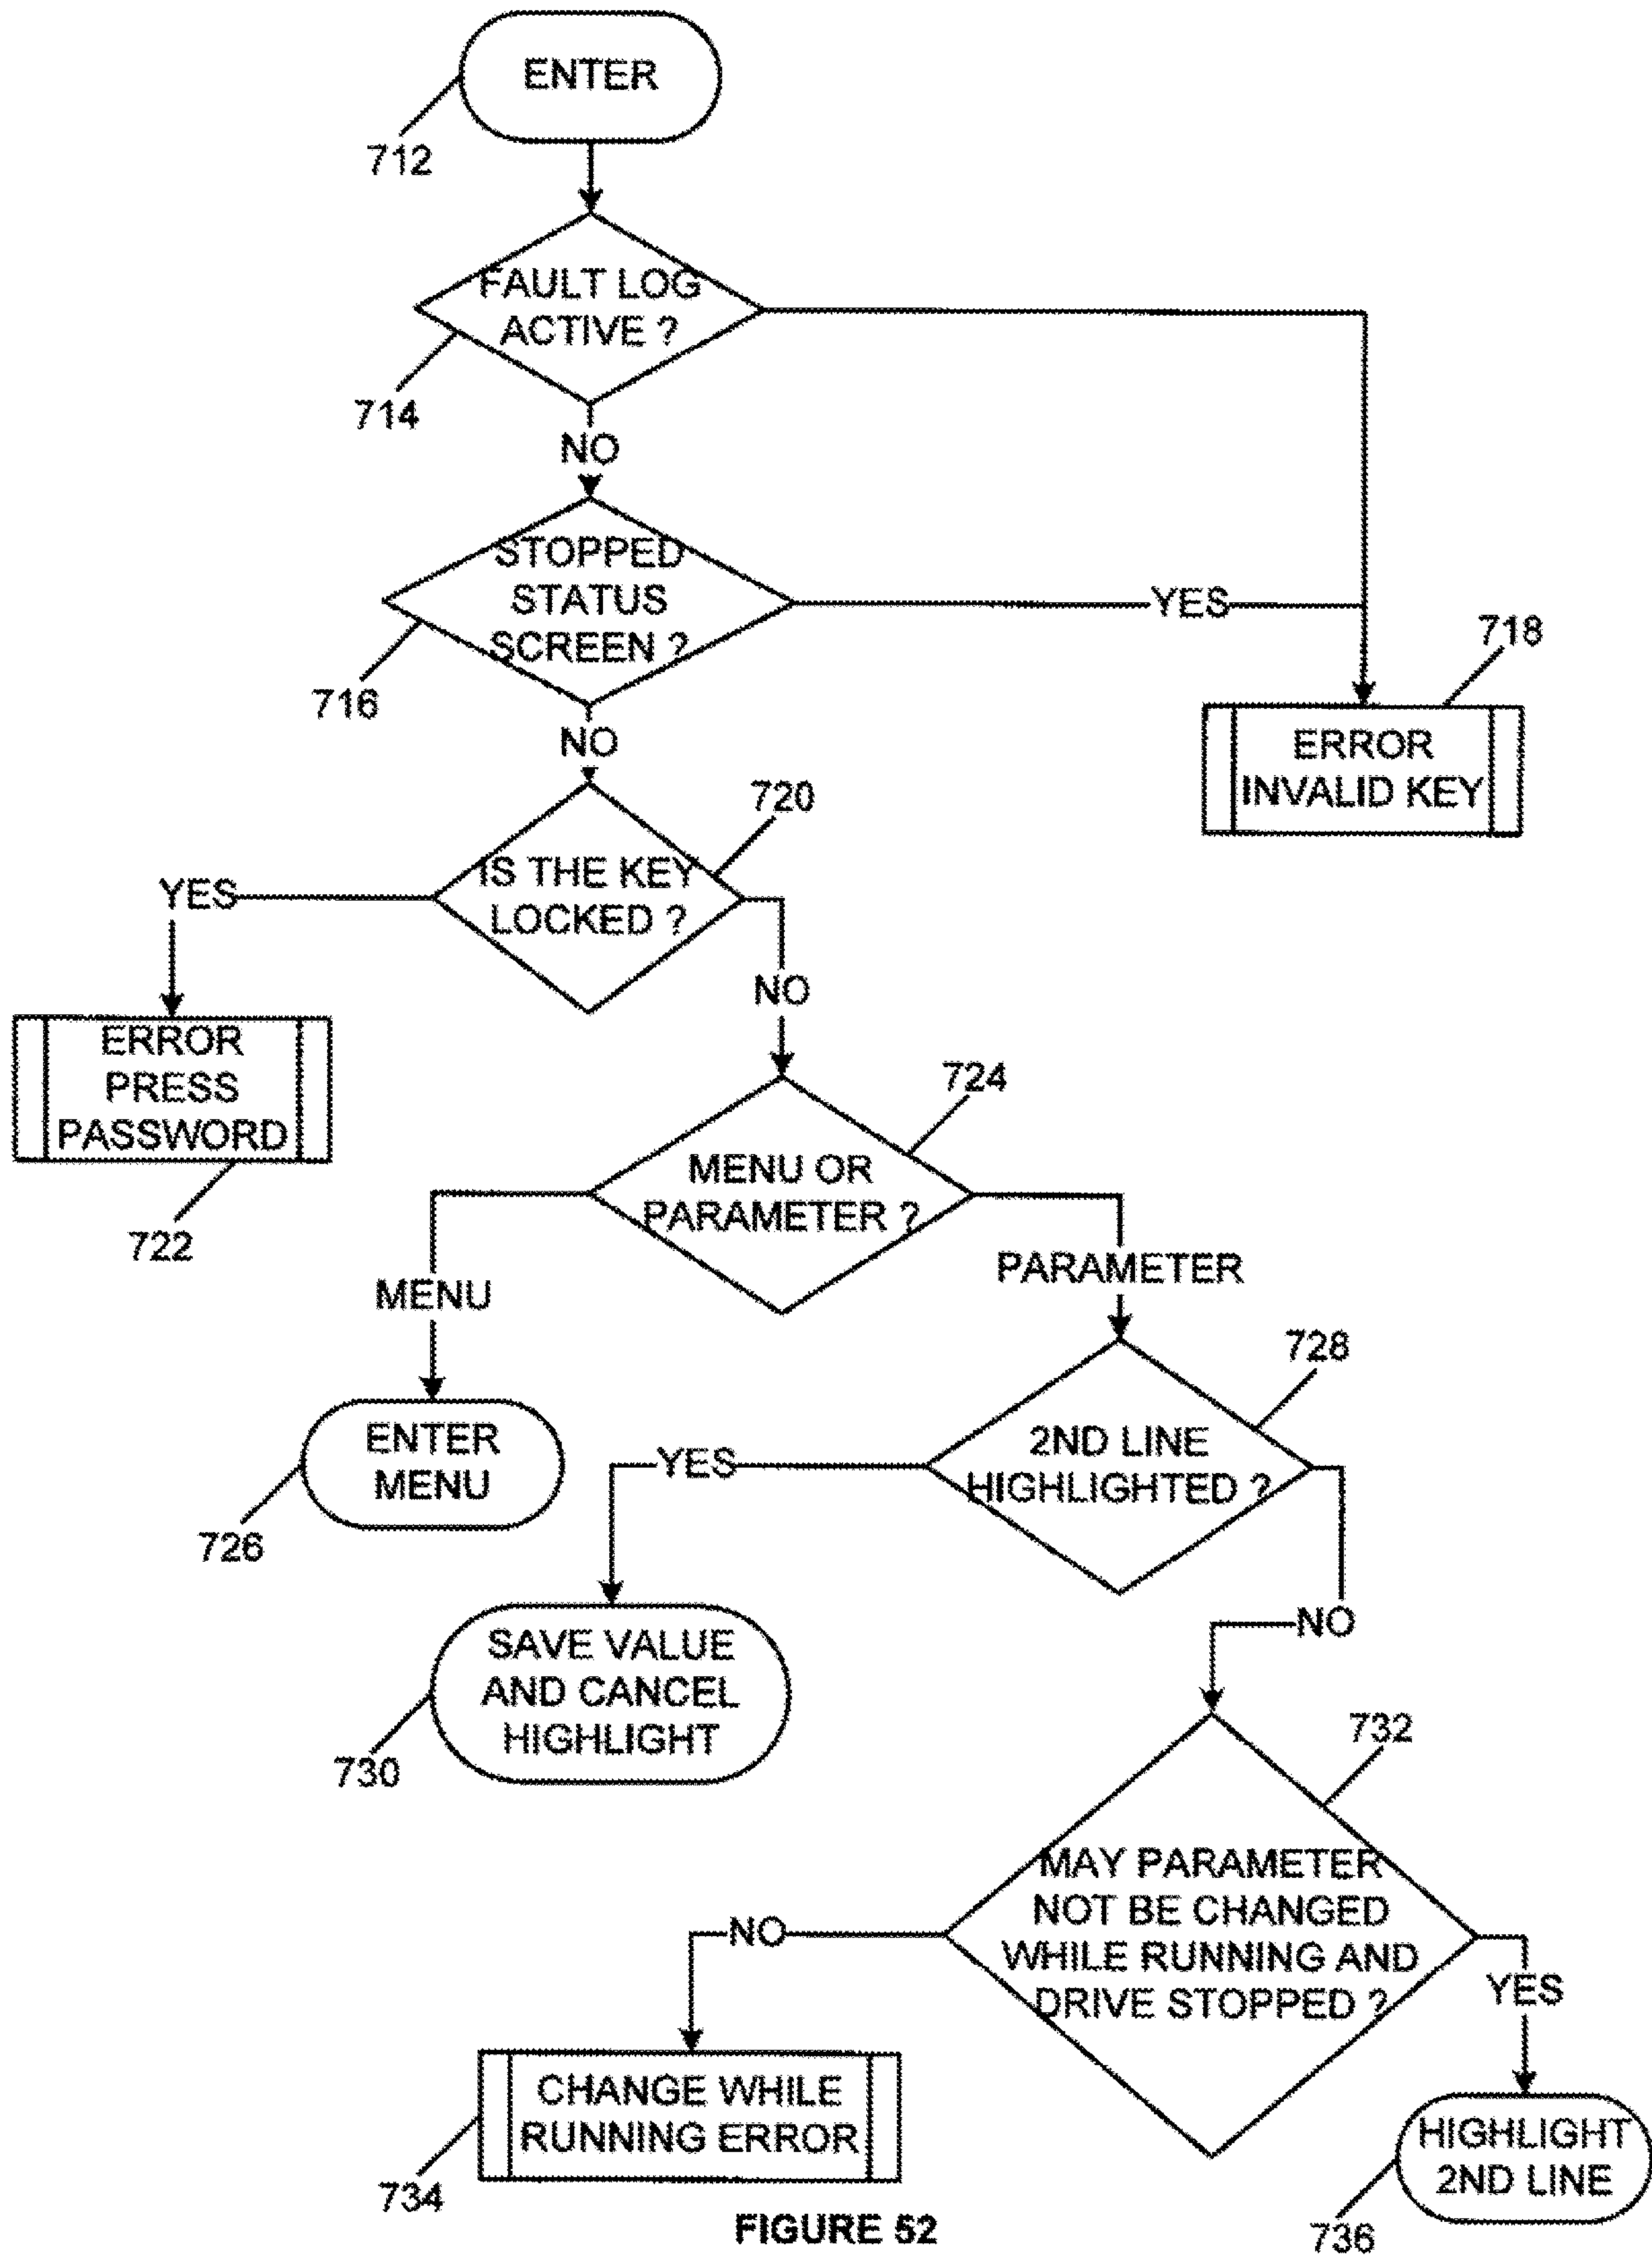 ENTER
712
FAULT LOG
ACTIVE ?
714
NO
STOPPED
STATUS
SCREEN ?
YES
716
718
NO
ERROR
INVALID KEY
720
IS THE KEY
LOCKED ?
YES
NO
ERROR
PRESS
PASSWORD
722
724
MENU OR
PARAMETER ?
MENU
PARAMETER
ENTER
MENU
726
728
2ND LINE
HIGHLIGHTED ?
YES
NO
SAVE VALUE
AND CANCEL
HIGHLIGHT
730
732
MAY PARAMETER
NOT BE CHANGED
WHILE RUNNING AND
DRIVE STOPPED ?
NO
YES
CHANGE WHILE
RUNNING ERROR
734
HIGHLIGHT
2ND LINE
736
FIGURE 52